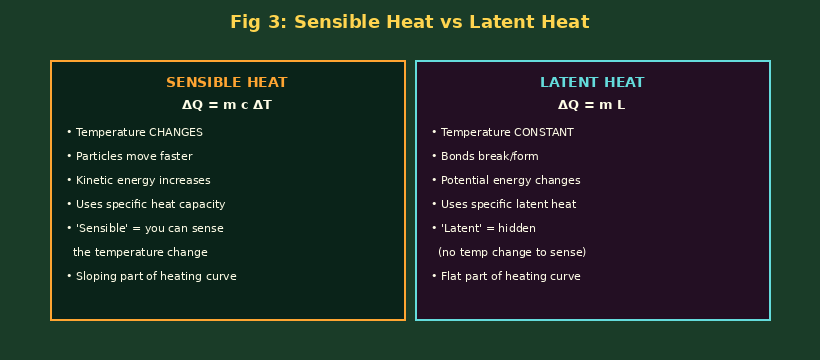 Fig 3: Sensible Heat vs Latent Heat
SENSIBLE HEAT
ΔQ = m c ΔT
• Temperature CHANGES
• Particles move faster
• Kinetic energy increases
• Uses specific heat capacity
• 'Sensible' = you can sense
the temperature change
• Sloping part of heating curve
LATENT HEAT
ΔQ = m L
• Temperature CONSTANT
• Bonds break/form
• Potential energy changes
• Uses specific latent heat
• 'Latent' = hidden
(no temp change to sense)
• Flat part of heating curve